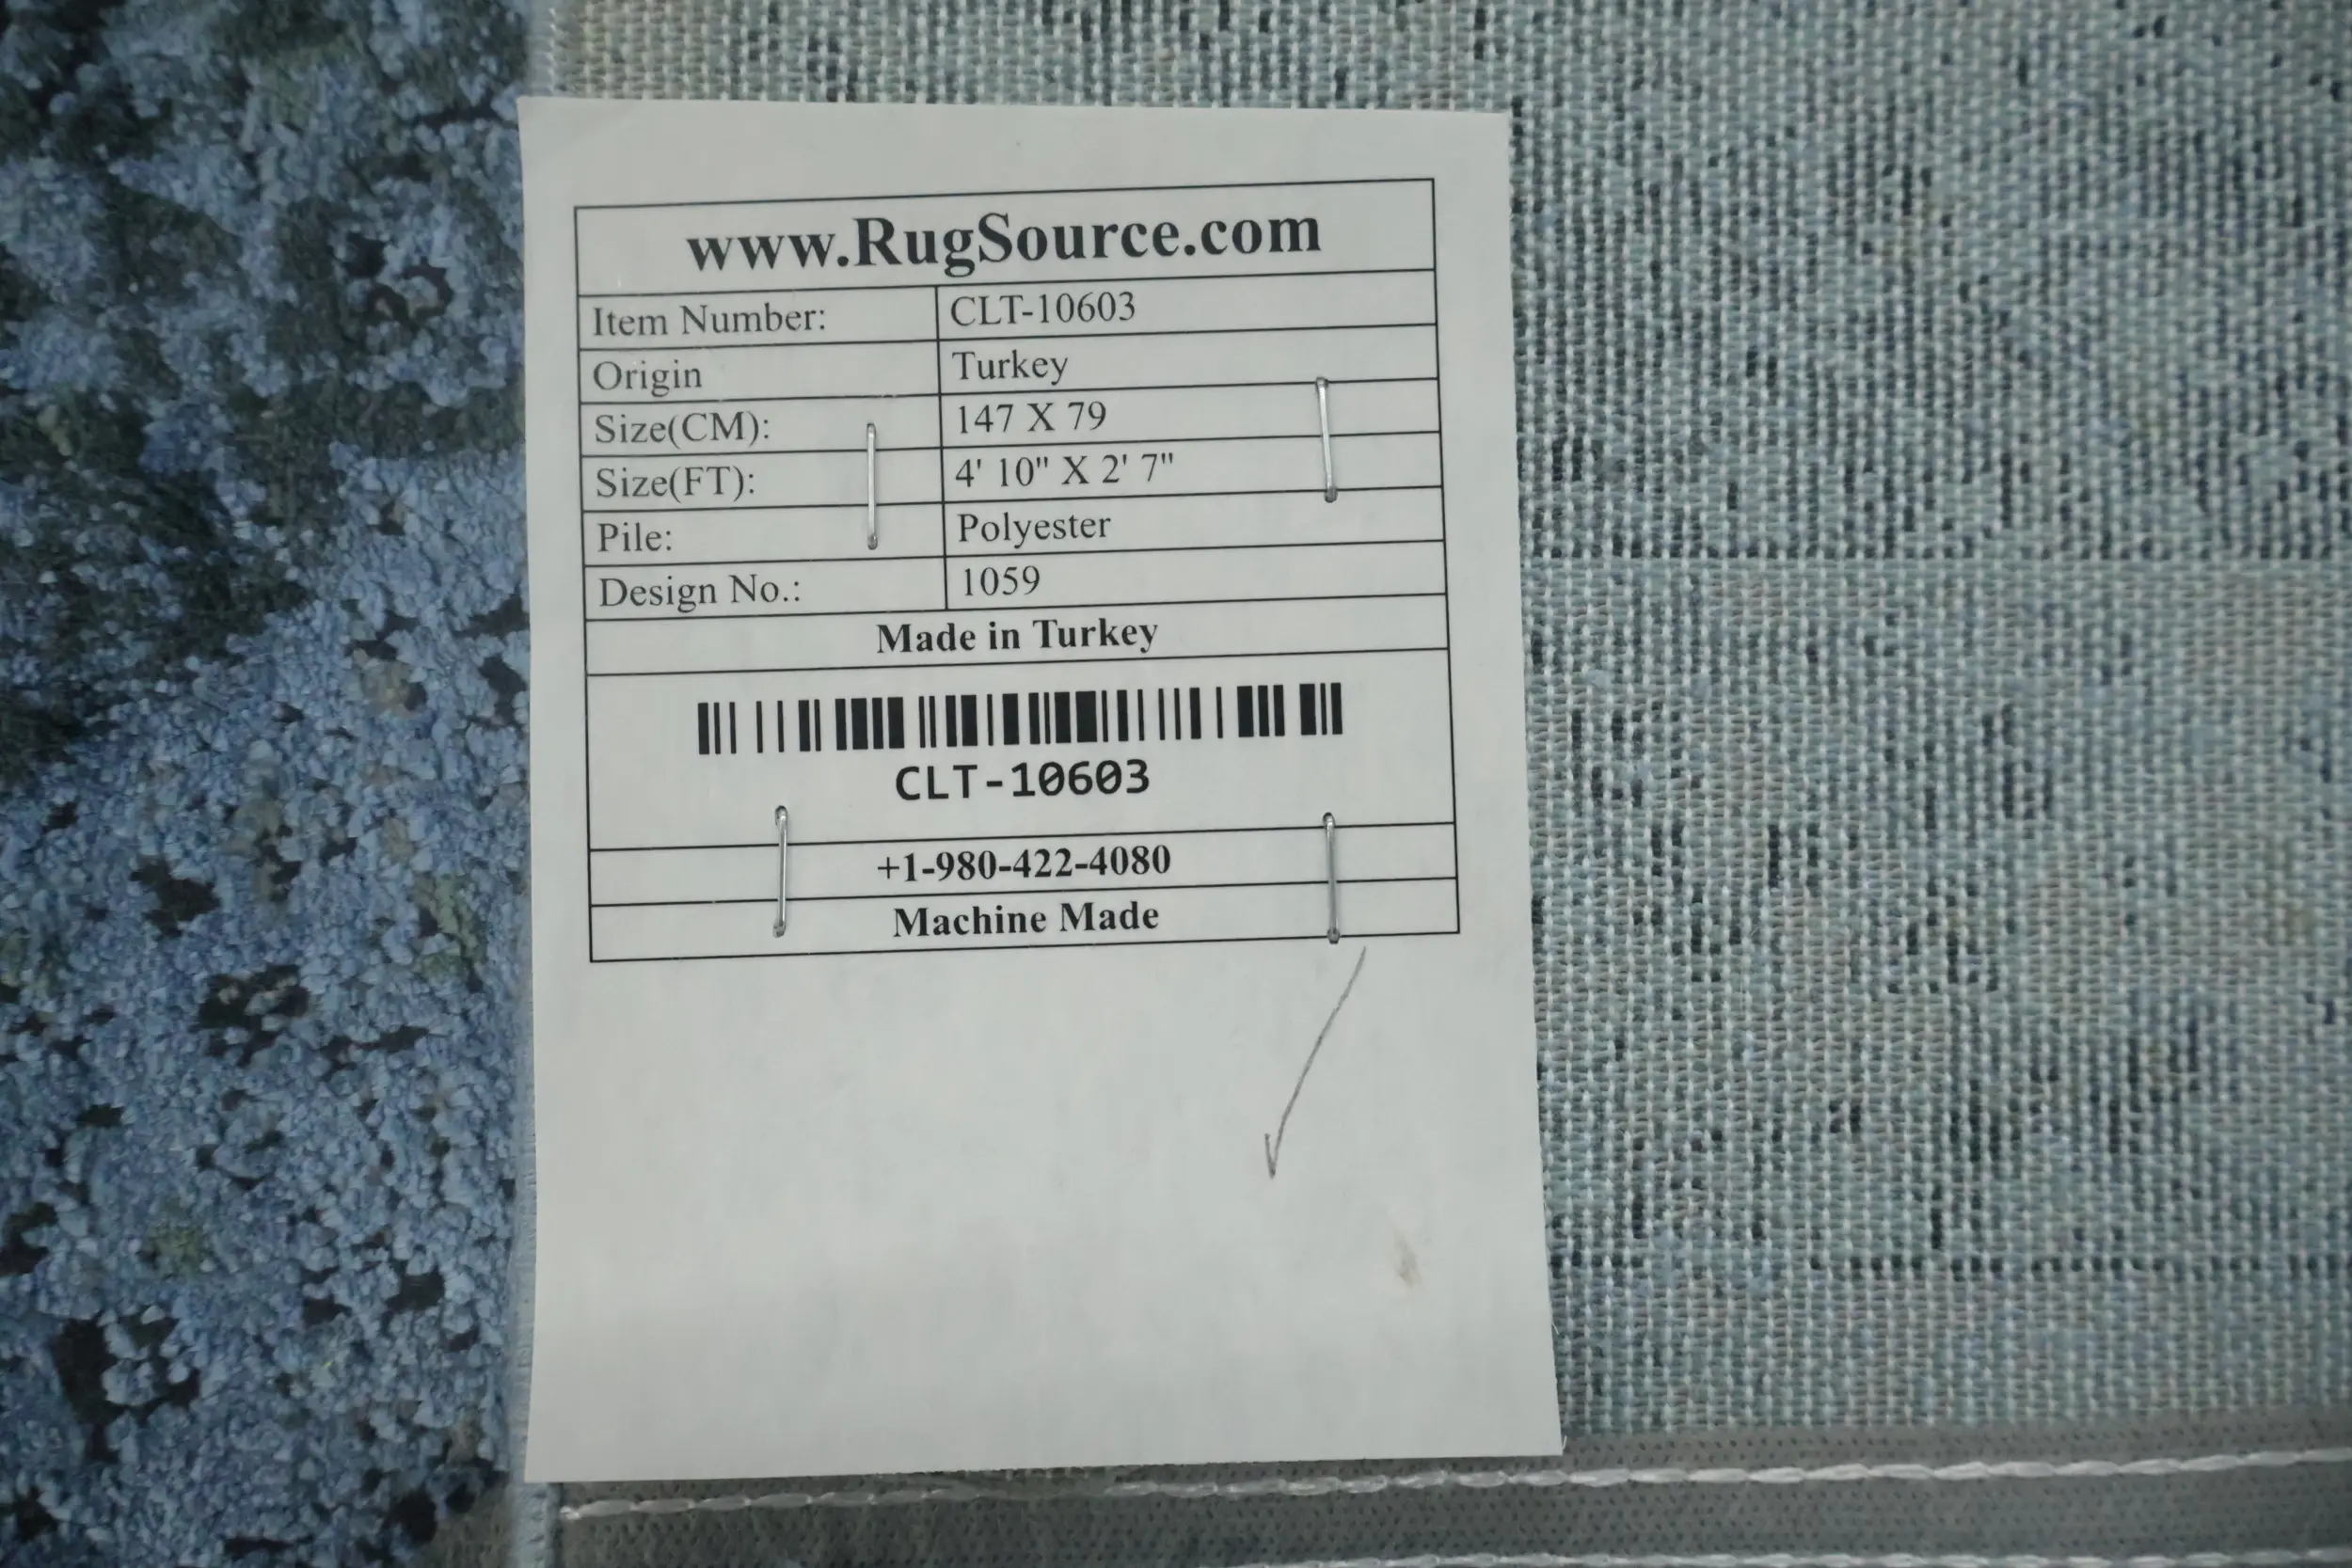 www.RugSource.com
Item Number: CLT-10603
Origin Turkey
Size(CM): 147 X 79
Size(FT): 4' 10" X 2' 7"
Pile: Polyester
Design No.: 1059
Made in Turkey
CLT-10603
+1-980-422-4080
Machine Made